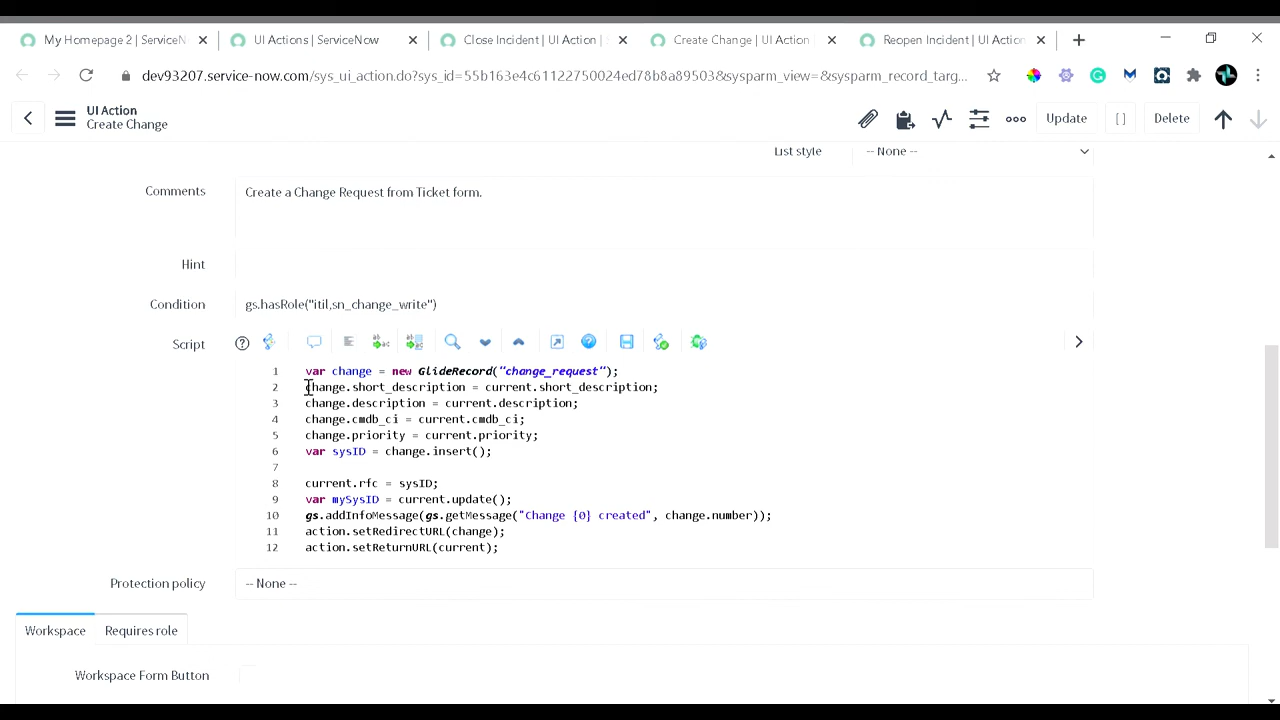 My Homepage 2 | ServiceN
UI Actions | ServiceNow
Close Incident | UI Action |
Create Change | UI Action |
Reopen Incident | UI Action
dev93207.service-now.com/sys_ui_action.do?sys_id=55b163e4c61122750024ed78b8a89503&sysparm_view=&sysparm_record_targ...
UI Action
Create Change
Update
[ ]
Delete
List style
-- None --
Comments
Create a Change Request from Ticket form.
Hint
Condition
gs.hasRole("itil,sn_change_write")
Script
1 var change = new GlideRecord("change_request");
2 change.short_description = current.short_description;
3 change.description = current.description;
4 change.cmdb_ci = current.cmdb_ci;
5 change.priority = current.priority;
6 var sysID = change.insert();
7
8 current.rfc = sysID;
9 var mySysID = current.update();
10 gs.addInfoMessage(gs.getMessage("Change {0} created", change.number));
11 action.setRedirectURL(change);
12 action.setReturnURL(current);
Protection policy
-- None --
Workspace
Requires role
Workspace Form Button